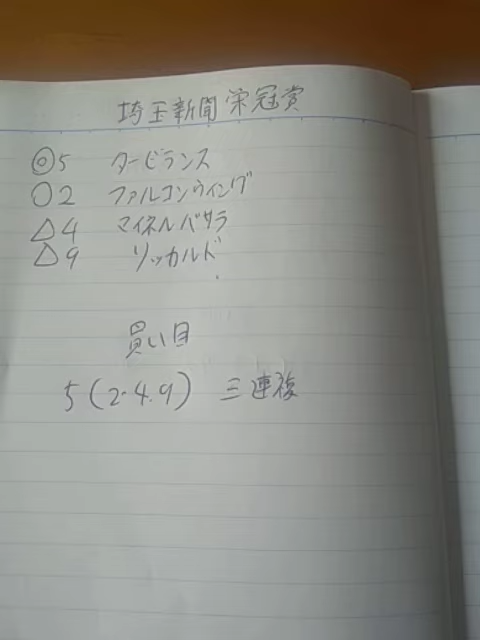 埼玉新聞栄冠賞
◎5 タービランス
○2 ファルコンウィング
△4 マイネルバサラ
△9 リッカルド
買い目
5(2.4.9) 三連複